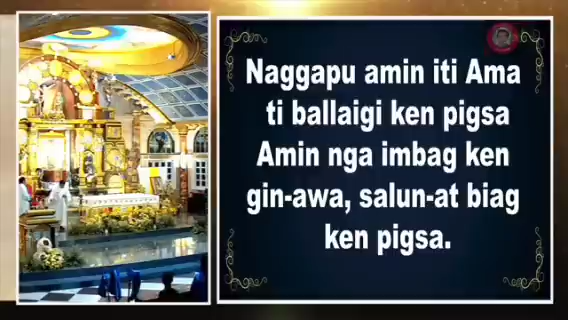 Naggapu amin iti Ama
ti ballaigi ken pigsa
Amin nga imbag ken
gin-awa, salun-at biag
ken pigsa.